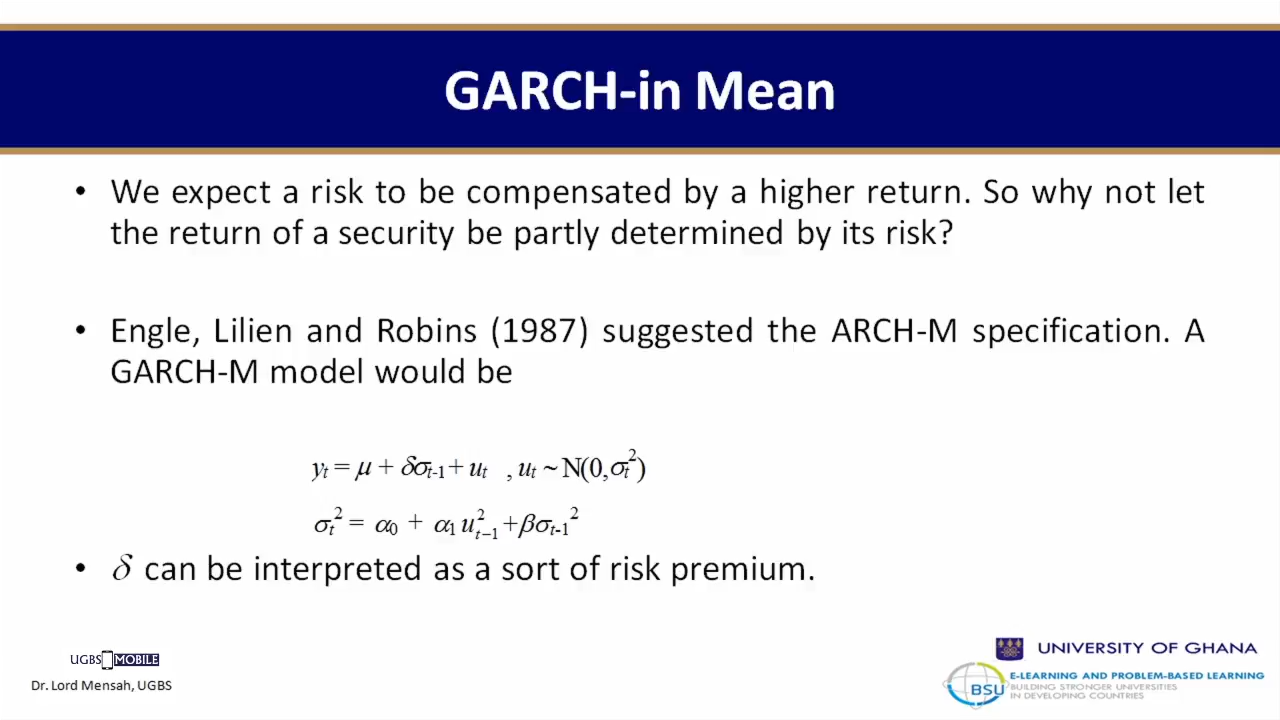 GARCH-in Mean
• We expect a risk to be compensated by a higher return. So why not let
the return of a security be partly determined by its risk?
• Engle, Lilien and Robins (1987) suggested the ARCH-M specification. A
GARCH-M model would be
yₜ = μ + δσₜ₋₁ + uₜ , uₜ ~ N(0,σₜ²)
σₜ² = α₀ + α₁ u²ₜ₋₁ +βσₜ₋₁²
• δ can be interpreted as a sort of risk premium.
UGBS MOBILE
Dr. Lord Mensah, UGBS
UNIVERSITY OF GHANA
BSU
E-LEARNING AND PROBLEM-BASED LEARNING
BUILDING STRONGER UNIVERSITIES
IN DEVELOPING COUNTRIES